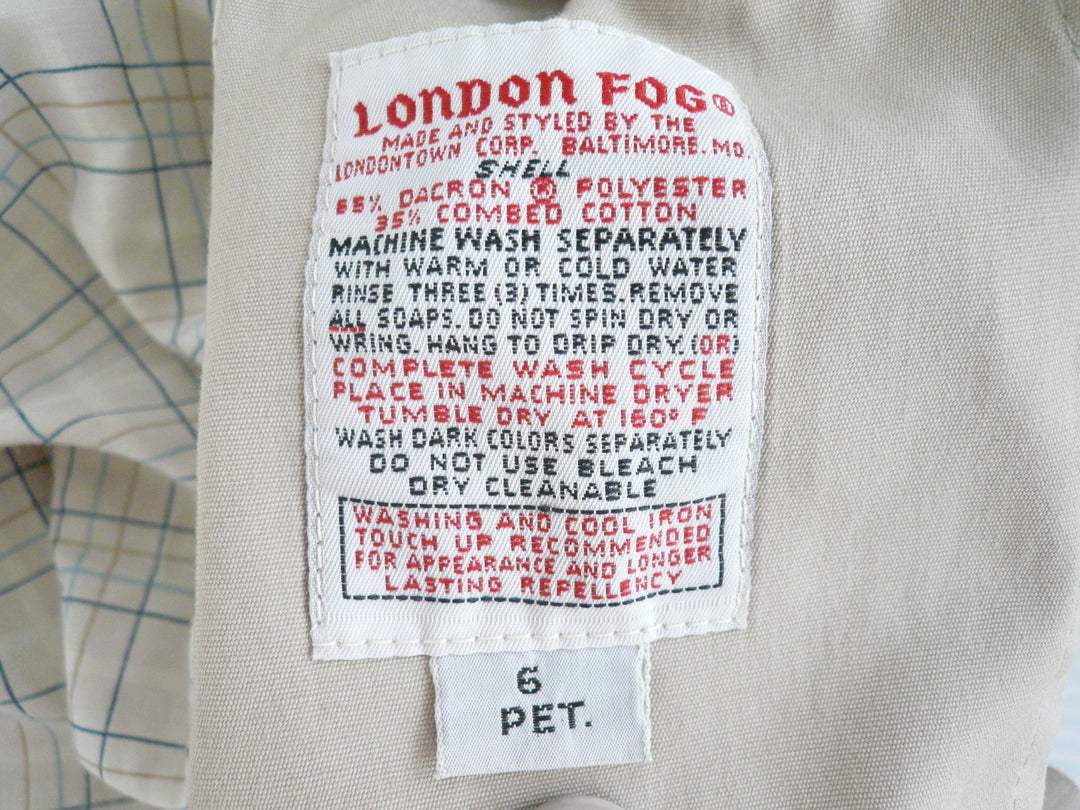 LONDON FOG®
MADE AND STYLED BY THE
LONDONTOWN CORP. BALTIMORE. MD.
SHELL
65% DACRON ® POLYESTER
35% COMBED COTTON
MACHINE WASH SEPARATELY
WITH WARM OR COLD WATER
RINSE THREE (3) TIMES. REMOVE
ALL SOAPS. DO NOT SPIN DRY OR
WRING. HANG TO DRIP DRY. (OR)
COMPLETE WASH CYCLE
PLACE IN MACHINE DRYER
TUMBLE DRY AT 160° F
WASH DARK COLORS SEPARATELY
DO NOT USE BLEACH
DRY CLEANABLE
WASHING AND COOL IRON
TOUCH UP RECOMMENDED
FOR APPEARANCE AND LONGER
LASTING REPELLENCY
6
PET.